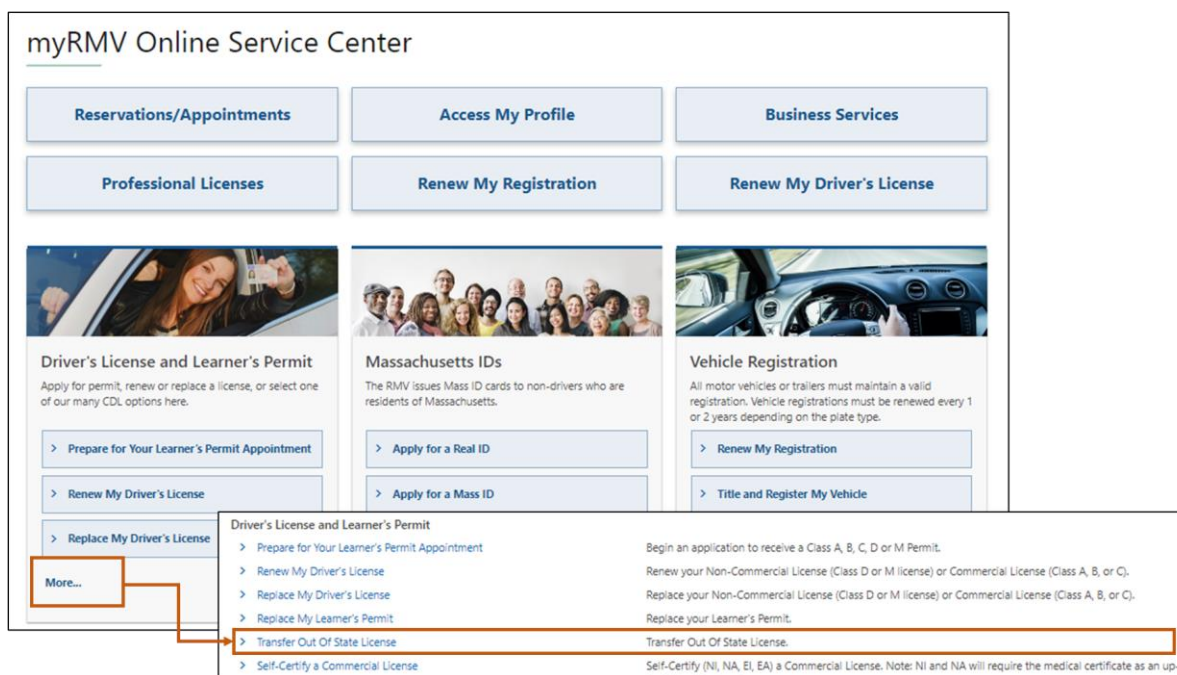 myRMV Online Service Center
Reservations/Appointments
Access My Profile
Business Services
Professional Licenses
Renew My Registration
Renew My Driver's License
Driver's License and Learner's Permit
Apply for permit, renew or replace a license, or select one
of our many CDL options here.
> Prepare for Your Learner's Permit Appointment
> Renew My Driver's License
> Replace My Driver's License
More...
Massachusetts IDs
The RMV issues Mass ID cards to non-drivers who are
residents of Massachusetts.
> Apply for a Real ID
> Apply for a Mass ID
Vehicle Registration
All motor vehicles or trailers must maintain a valid
registration. Vehicle registrations must be renewed every 1
or 2 years depending on the plate type.
> Renew My Registration
> Title and Register My Vehicle
Driver's License and Learner's Permit
> Prepare for Your Learner's Permit Appointment Begin an application to receive a Class A, B, C, D or M Permit.
> Renew My Driver's License Renew your Non-Commercial License (Class D or M license) or Commercial License (Class A, B, or C).
> Replace My Driver's License Replace your Non-Commercial License (Class D or M license) or Commercial License (Class A, B, or C).
> Replace My Learner's Permit Replace your Learner's Permit.
> Transfer Out Of State License Transfer Out Of State License.
> Self-Certify a Commercial License Self-Certify (NI, NA, EI, EA) a Commercial License. Note: NI and NA will require the medical certificate as an up-